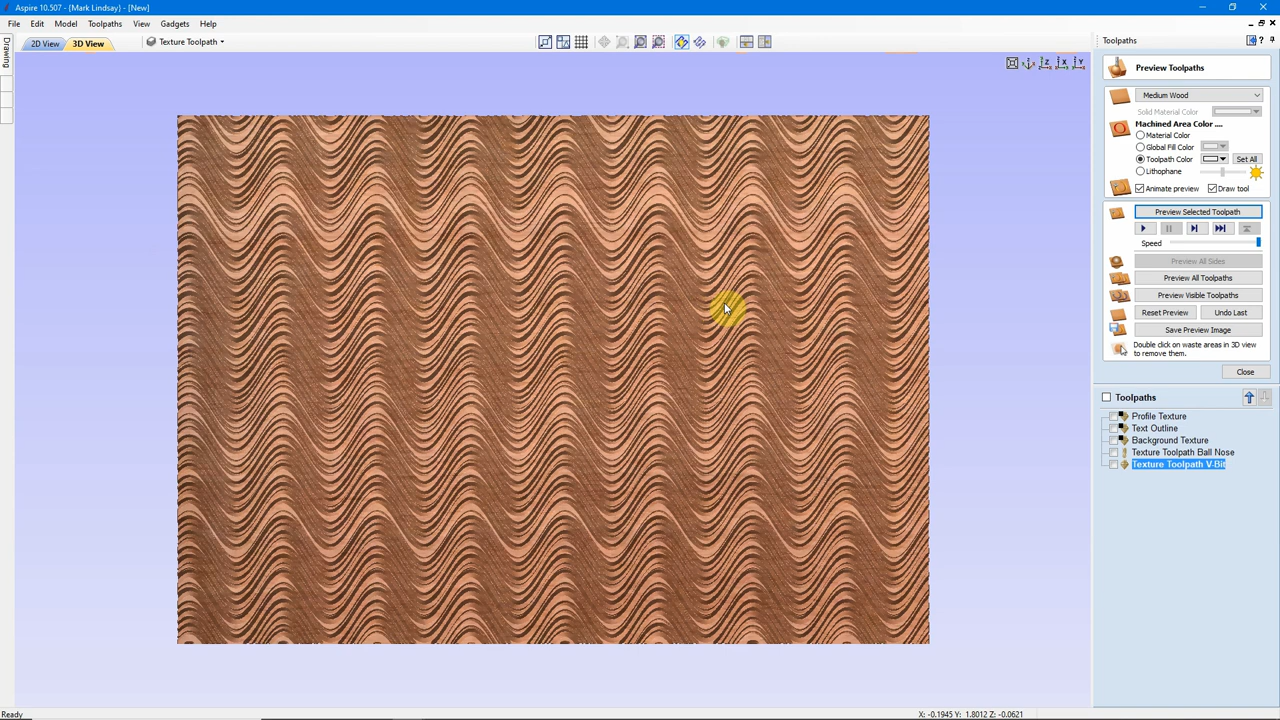 Aspire 10.507 - {Mark Lindsay} - [New]
File Edit Model Toolpaths View Gadgets Help
2D View 3D View Texture Toolpath
Drawing
Z X Y
Toolpaths ?
Preview Toolpaths
Medium Wood
Solid Material Color
Machined Area Color ....
Material Color
Global Fill Color
Toolpath Color Set All
Lithophane
Animate preview Draw tool
Preview Selected Toolpath
Speed
Preview All Sides
Preview All Toolpaths
Preview Visible Toolpaths
Reset Preview Undo Last
Save Preview Image
Double click on waste areas in 3D view
to remove them.
Close
Toolpaths
Profile Texture
Text Outline
Background Texture
Texture Toolpath Ball Nose
Texture Toolpath V-Bit
Ready X: -0.1945 Y: 1.8012 Z: -0.0621